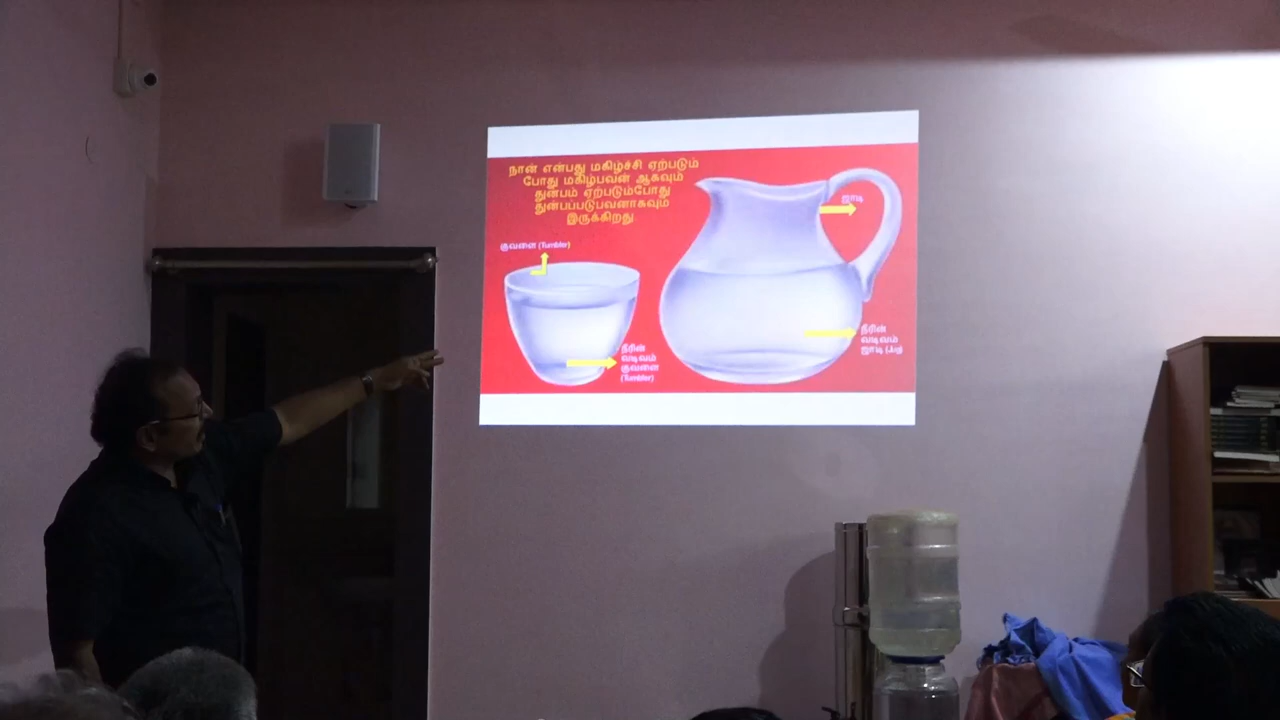 நான் என்பது மகிழ்ச்சி ஏற்படும்
போது மகிழ்பவன் ஆகவும்
துன்பம் ஏற்படும்போது
துன்பப்படுபவனாகவும்
இருக்கிறது
குவளை (Tumbler)
ஜாடி
நீரின்
வடிவம்
ஜாடி (Jug)
நீரின்
வடிவம்
குவளை
(Tumbler)